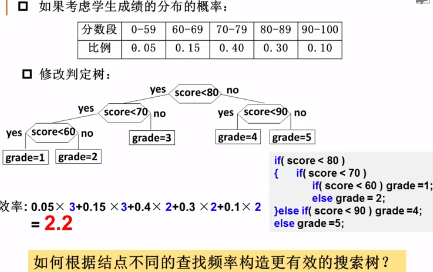 □ 如果考虑学生成绩的分布的概率：
分数段 0-59 60-69 70-79 80-89 90-100
比例 0.05 0.15 0.40 0.30 0.10
□ 修改判定树：
yes score<80 no
yes score<70 no
yes score<90 no
yes score<60 no
grade=3 grade=4 grade=5
grade=1 grade=2
if( score < 80 )
{ if( score < 70 )
if( score < 60 ) grade =1;
else grade = 2;
}else if( score < 90 ) grade =4;
else grade =5;
效率: 0.05× 3+0.15 ×3+0.4× 2+0.3 ×2+0.1× 2
= 2.2
如何根据结点不同的查找频率构造更有效的搜索树？